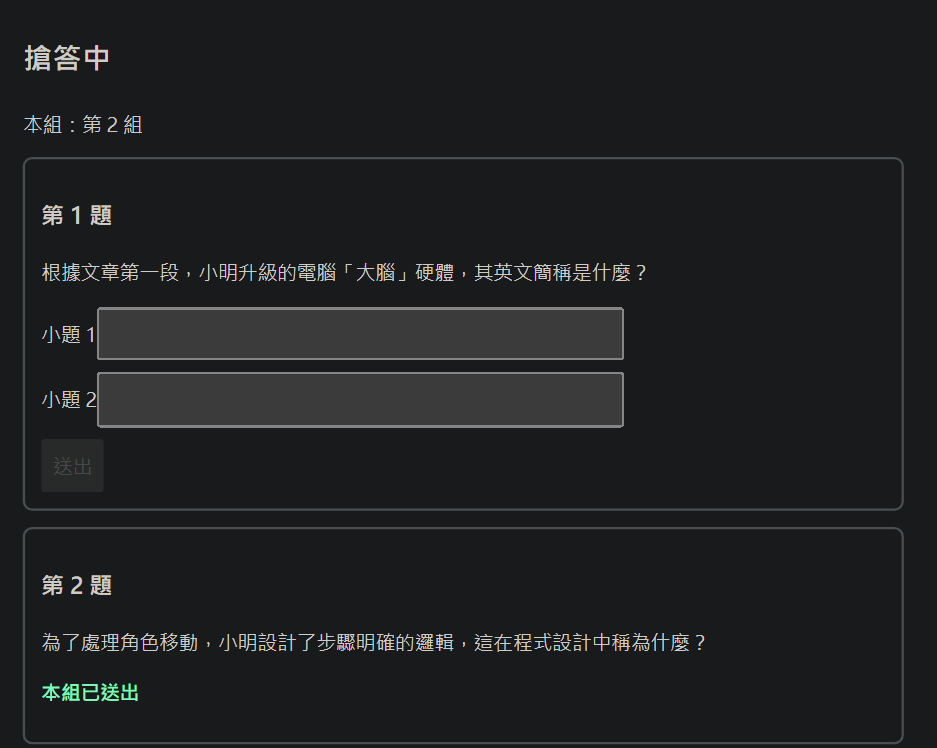 搶答中
本組：第 2 組
第 1 題
根據文章第一段，小明升級的電腦「大腦」硬體，其英文簡稱是什麼？
小題 1
小題 2
送出
第 2 題
為了處理角色移動，小明設計了步驟明確的邏輯，這在程式設計中稱為什麼？
本組已送出